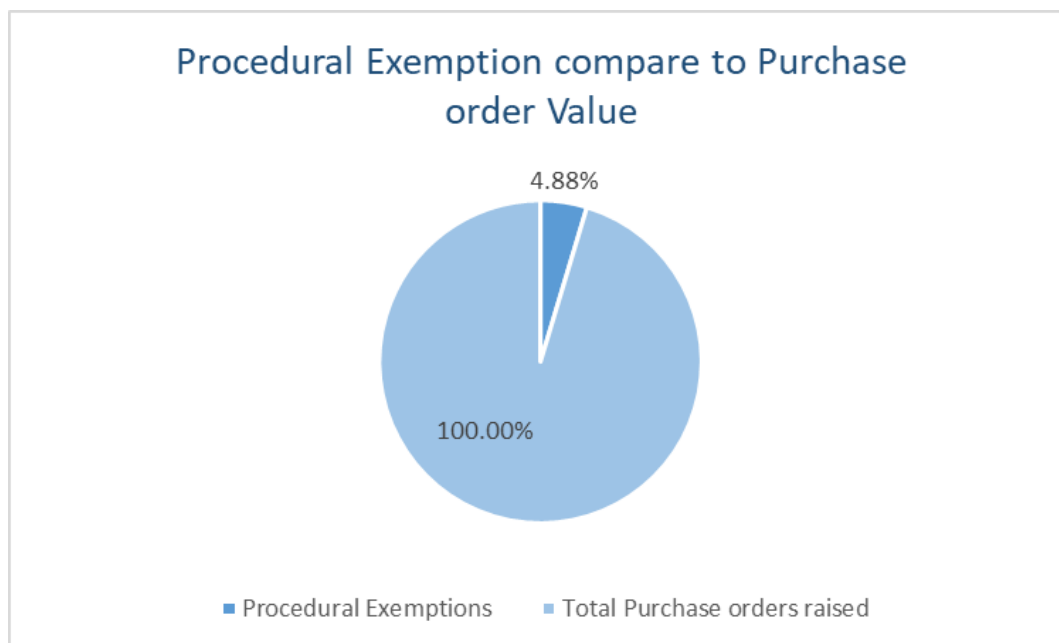 Procedural Exemption compare to Purchase
order Value
4.88%
100.00%
Procedural Exemptions
Total Purchase orders raised